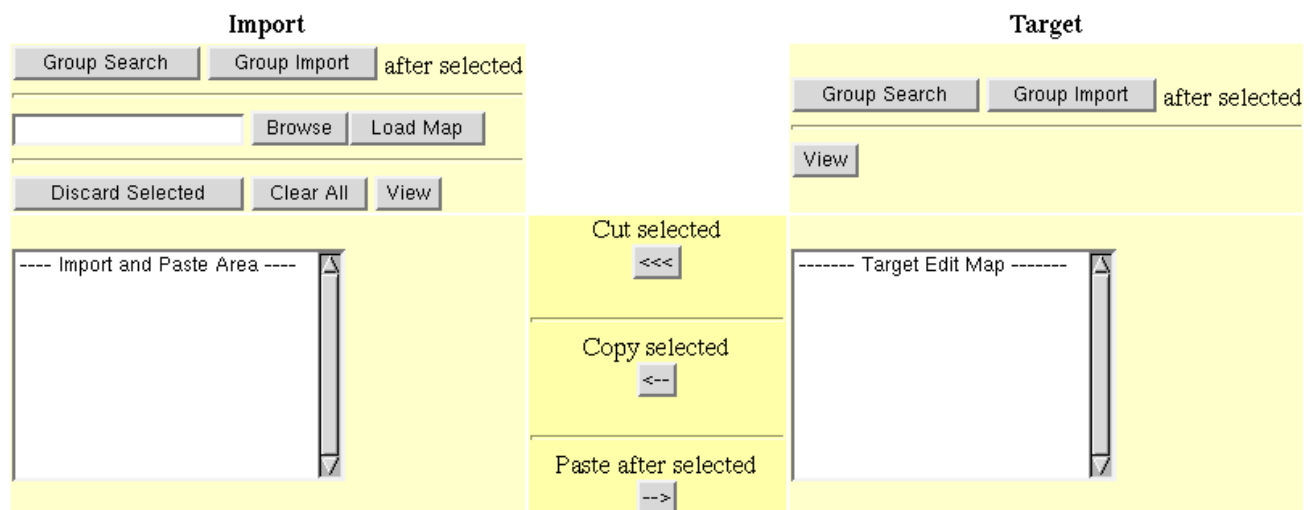 Import
Group Search Group Import after selected
Browse Load Map
Discard Selected Clear All View
---- Import and Paste Area ----
Cut selected
<<<
Copy selected
<--
Paste after selected
-->
Target
Group Search Group Import after selected
View
------- Target Edit Map -------